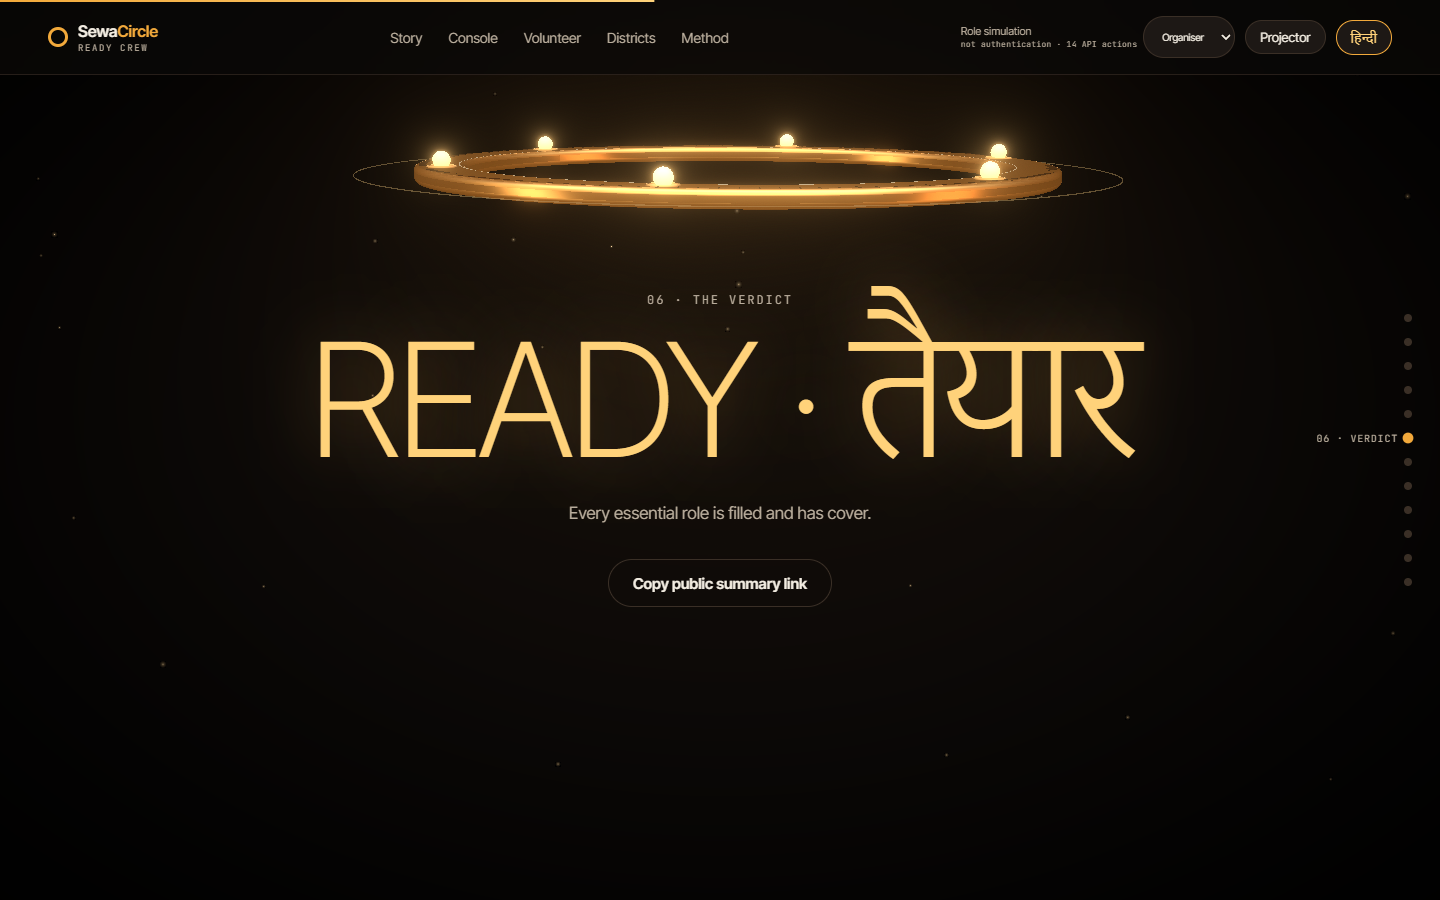 SewaCircle
READY CREW
Story
Console
Volunteer
Districts
Method
Role simulation
not authentication · 14 API actions
Organiser
Projector
हिन्दी
06 · THE VERDICT
READY · तैयार
06 · VERDICT
Every essential role is filled and has cover.
Copy public summary link